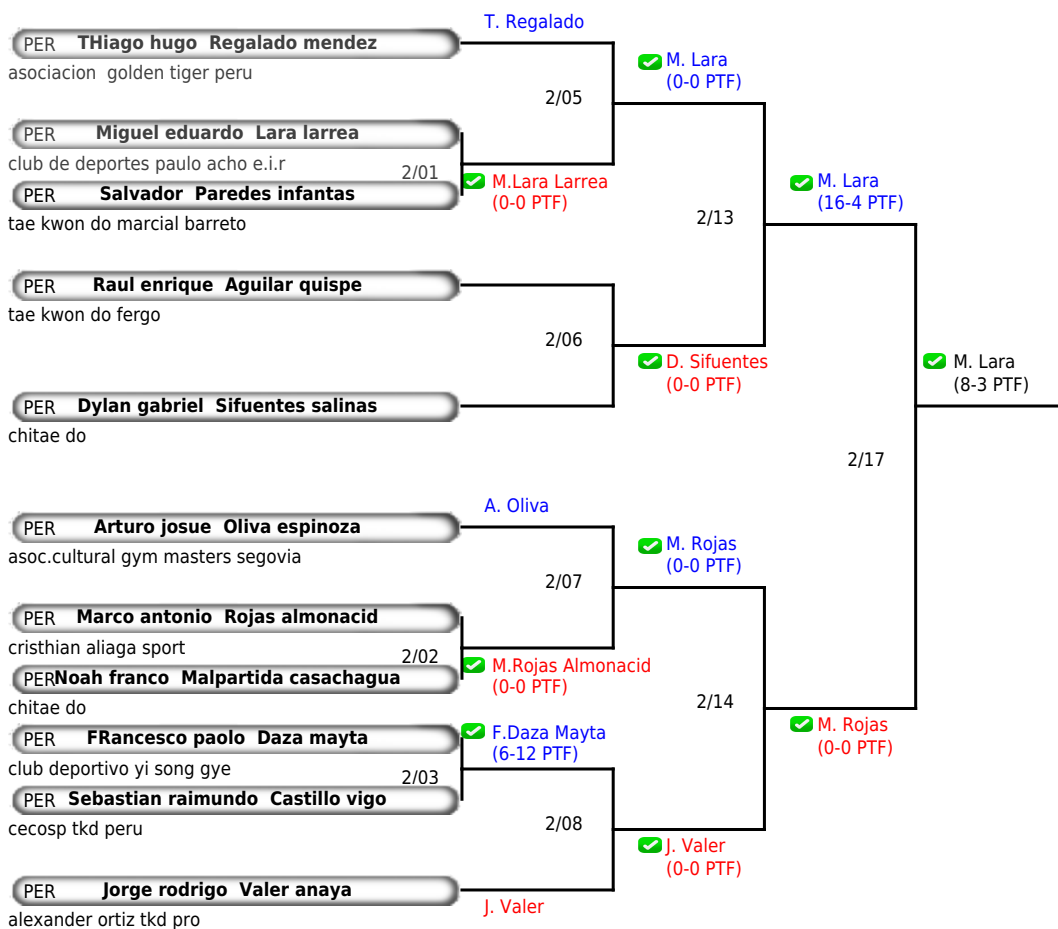 T. Regalado
PER THiago hugo Regalado mendez
asociacion golden tiger peru
M. Lara
(0-0 PTF)
2/05
PER Miguel eduardo Lara larrea
club de deportes paulo acho e.i.r
2/01
M.Lara Larrea
(0-0 PTF)
PER Salvador Paredes infantas
tae kwon do marcial barreto
M. Lara
(16-4 PTF)
2/13
PER Raul enrique Aguilar quispe
tae kwon do fergo
2/06
D. Sifuentes
(0-0 PTF)
M. Lara
(8-3 PTF)
PER Dylan gabriel Sifuentes salinas
chitae do
2/17
A. Oliva
PER Arturo josue Oliva espinoza
asoc.cultural gym masters segovia
M. Rojas
(0-0 PTF)
2/07
PER Marco antonio Rojas almonacid
cristhian aliaga sport
2/02
M.Rojas Almonacid
(0-0 PTF)
PER Noah franco Malpartida casachagua
chitae do
2/14
M. Rojas
(0-0 PTF)
PER FRancesco paolo Daza mayta
club deportivo yi song gye
F.Daza Mayta
(6-12 PTF)
2/03
PER Sebastian raimundo Castillo vigo
cecosp tkd peru
2/08
J. Valer
(0-0 PTF)
PER Jorge rodrigo Valer anaya
alexander ortiz tkd pro
J. Valer